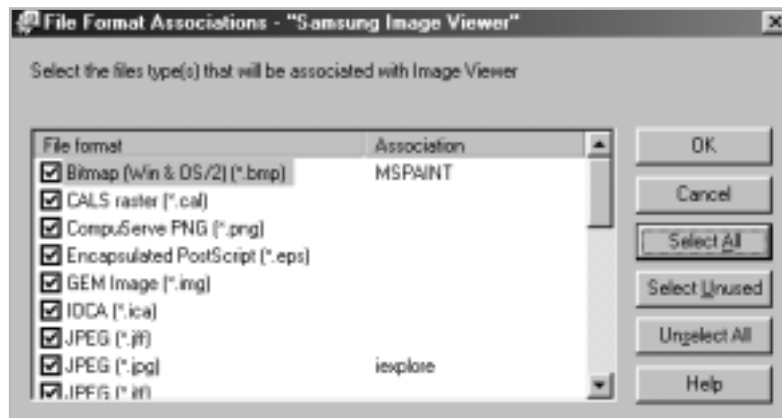 File Format Associations - "Samsung Image Viewer"
Select the files type(s) that will be associated with Image Viewer
File format Association
Bitmap (Win & OS/2) (*.bmp) MSPAINT
CALS raster (*.cal)
CompuServe PNG (*.png)
Encapsulated PostScript (*.eps)
GEM Image (*.img)
IOCA (*.ica)
JPEG (*.jff)
JPEG (*.jpg) iexplore
JPEG
OK
Cancel
Select All
Select Unused
Unselect All
Help